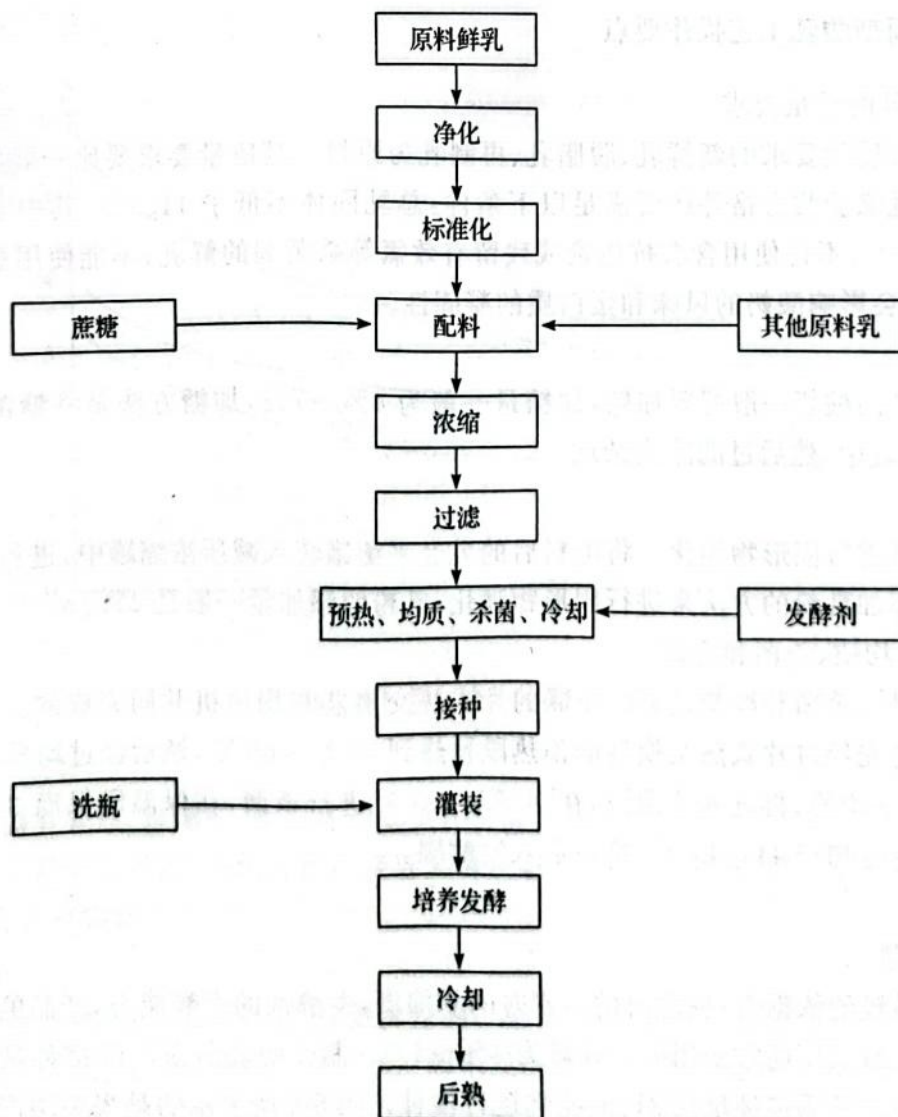 原料鲜乳
净化
标准化
蔗糖
配料
其他原料乳
浓缩
过滤
预热、均质、杀菌、冷却
发酵剂
接种
洗瓶
灌装
培养发酵
冷却
后熟